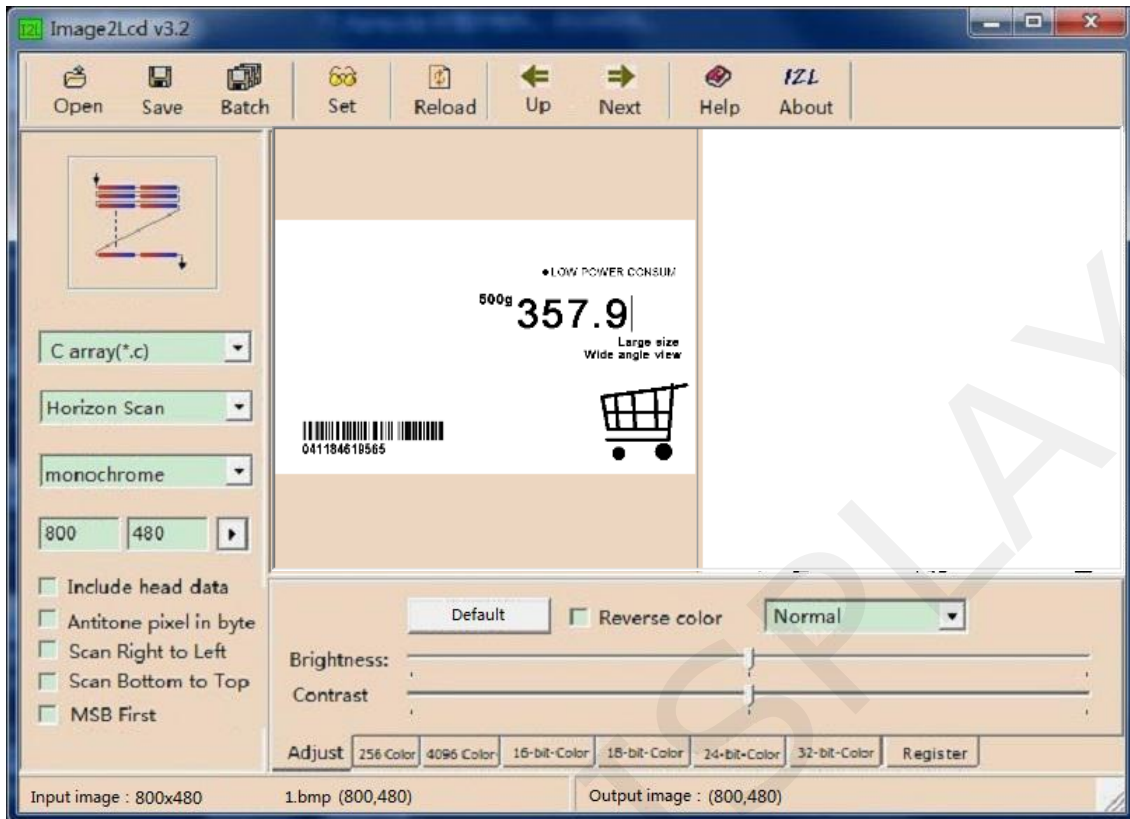 I2L Image2Lcd v3.2
Open Save Batch Set Reload Up Next Help About
I2L
C array(*.c)
Horizon Scan
monochrome
800 480
Include head data
Antitone pixel in byte
Scan Right to Left
Scan Bottom to Top
MSB First
●LOW POWER CONSUM
500g 357.9
Large size
Wide angle view
041184619565
Default Reverse color Normal
Brightness:
Contrast
Adjust 256 Color 4096 Color 16-bit-Color 18-bit-Color 24-bit-Color 32-bit-Color Register
Input image : 800x480 1.bmp (800,480) Output image : (800,480)